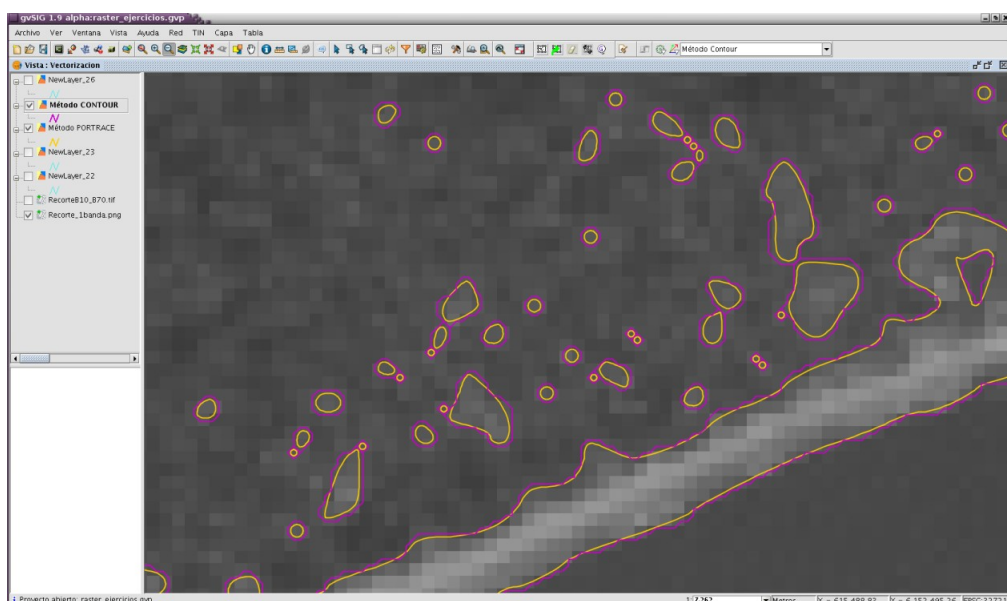 gvSIG 1.9 alpha:raster_ejercicios.gvp
Archivo Ver Ventana Vista Ayuda Red TIN Capa Tabla
Método Contour
Vista : Vectorizacion
NewLayer_26
Método CONTOUR
Método PORTRACE
NewLayer_23
NewLayer_22
Recorte810_870.tif
Recorte_1banda.png
Proyecto abierto: raster_ejercicios.gvp
Metros